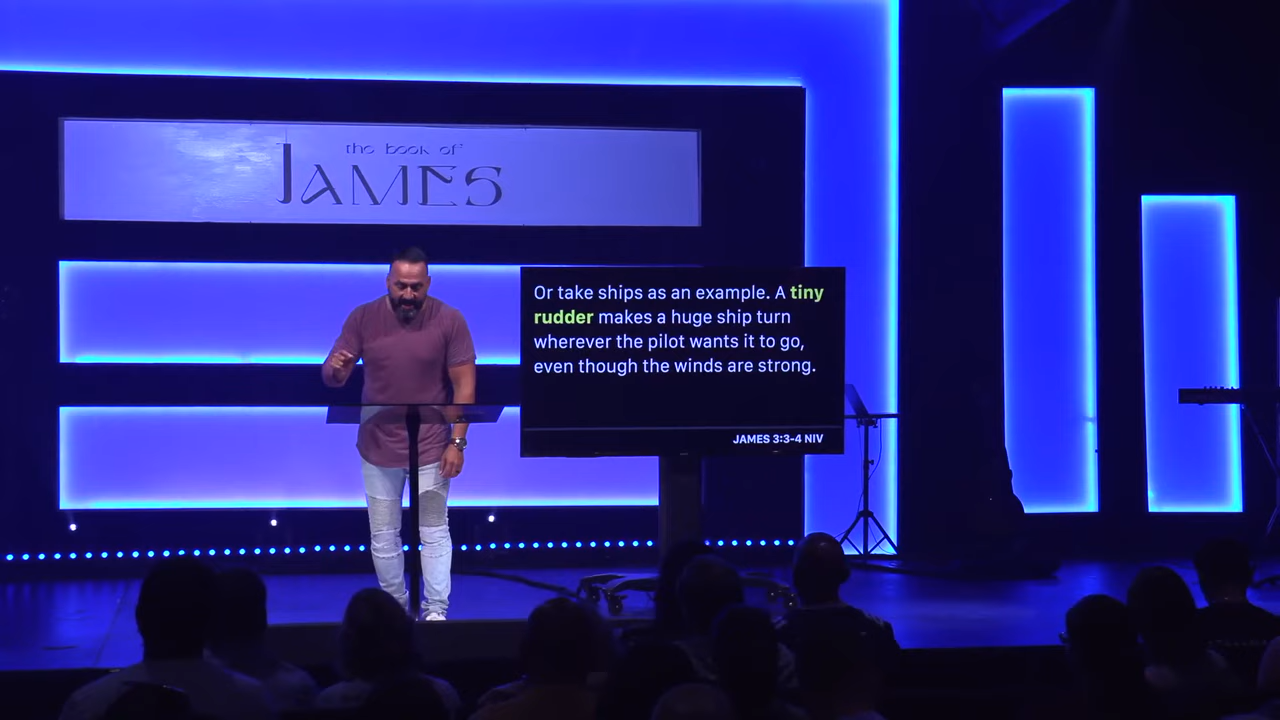 the book of
JAMES
Or take ships as an example. A tiny
rudder makes a huge ship turn
wherever the pilot wants it to go,
even though the winds are strong.
JAMES 3:3-4 NIV